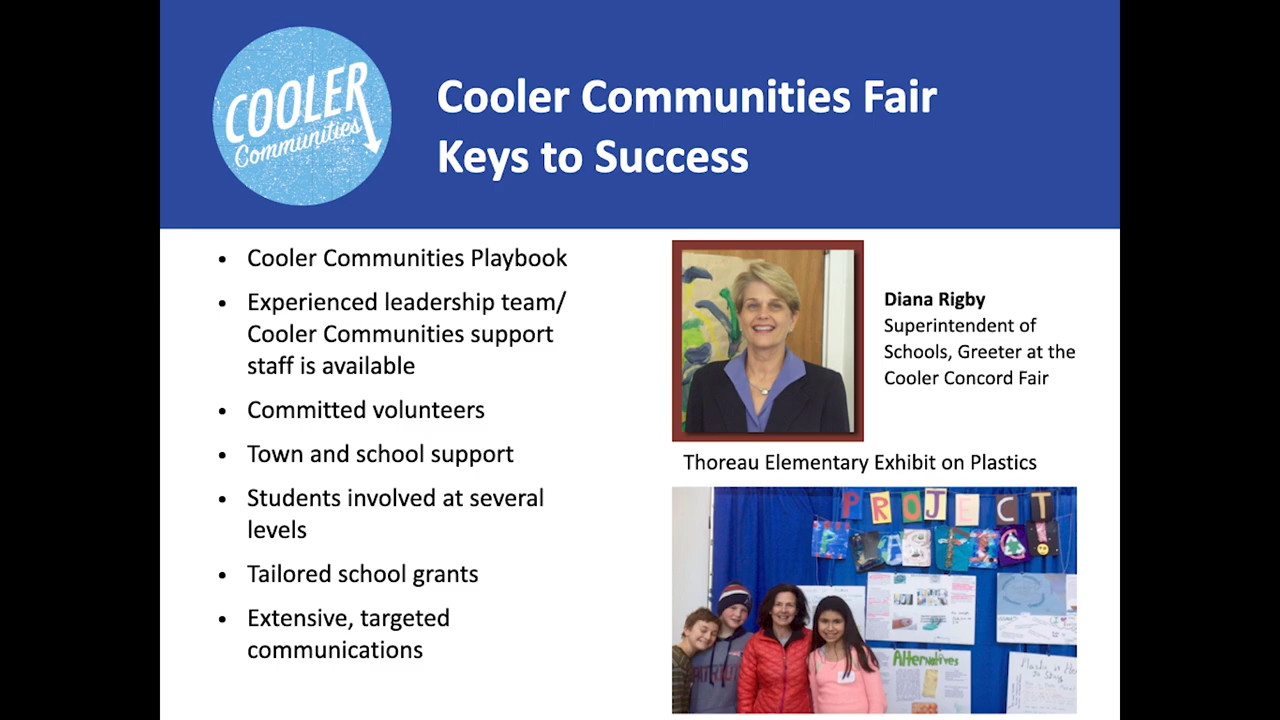 COOLER
Communities
Cooler Communities Fair
Keys to Success
• Cooler Communities Playbook
• Experienced leadership team/
Cooler Communities support
staff is available
• Committed volunteers
• Town and school support
• Students involved at several
levels
• Tailored school grants
• Extensive, targeted
communications
Diana Rigby
Superintendent of
Schools, Greeter at the
Cooler Concord Fair
Thoreau Elementary Exhibit on Plastics
PROJECT
PLASTIC!
Alternatives